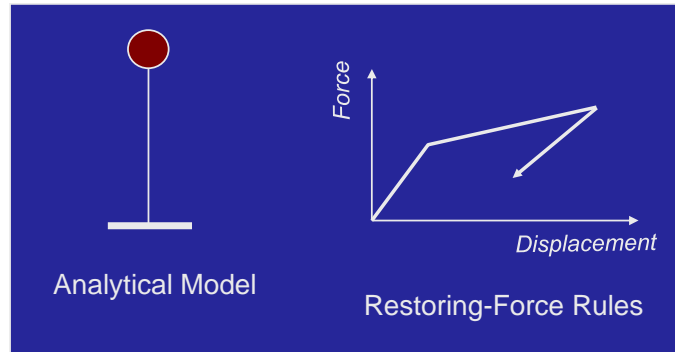 Force
Displacement
Analytical Model
Restoring-Force Rules